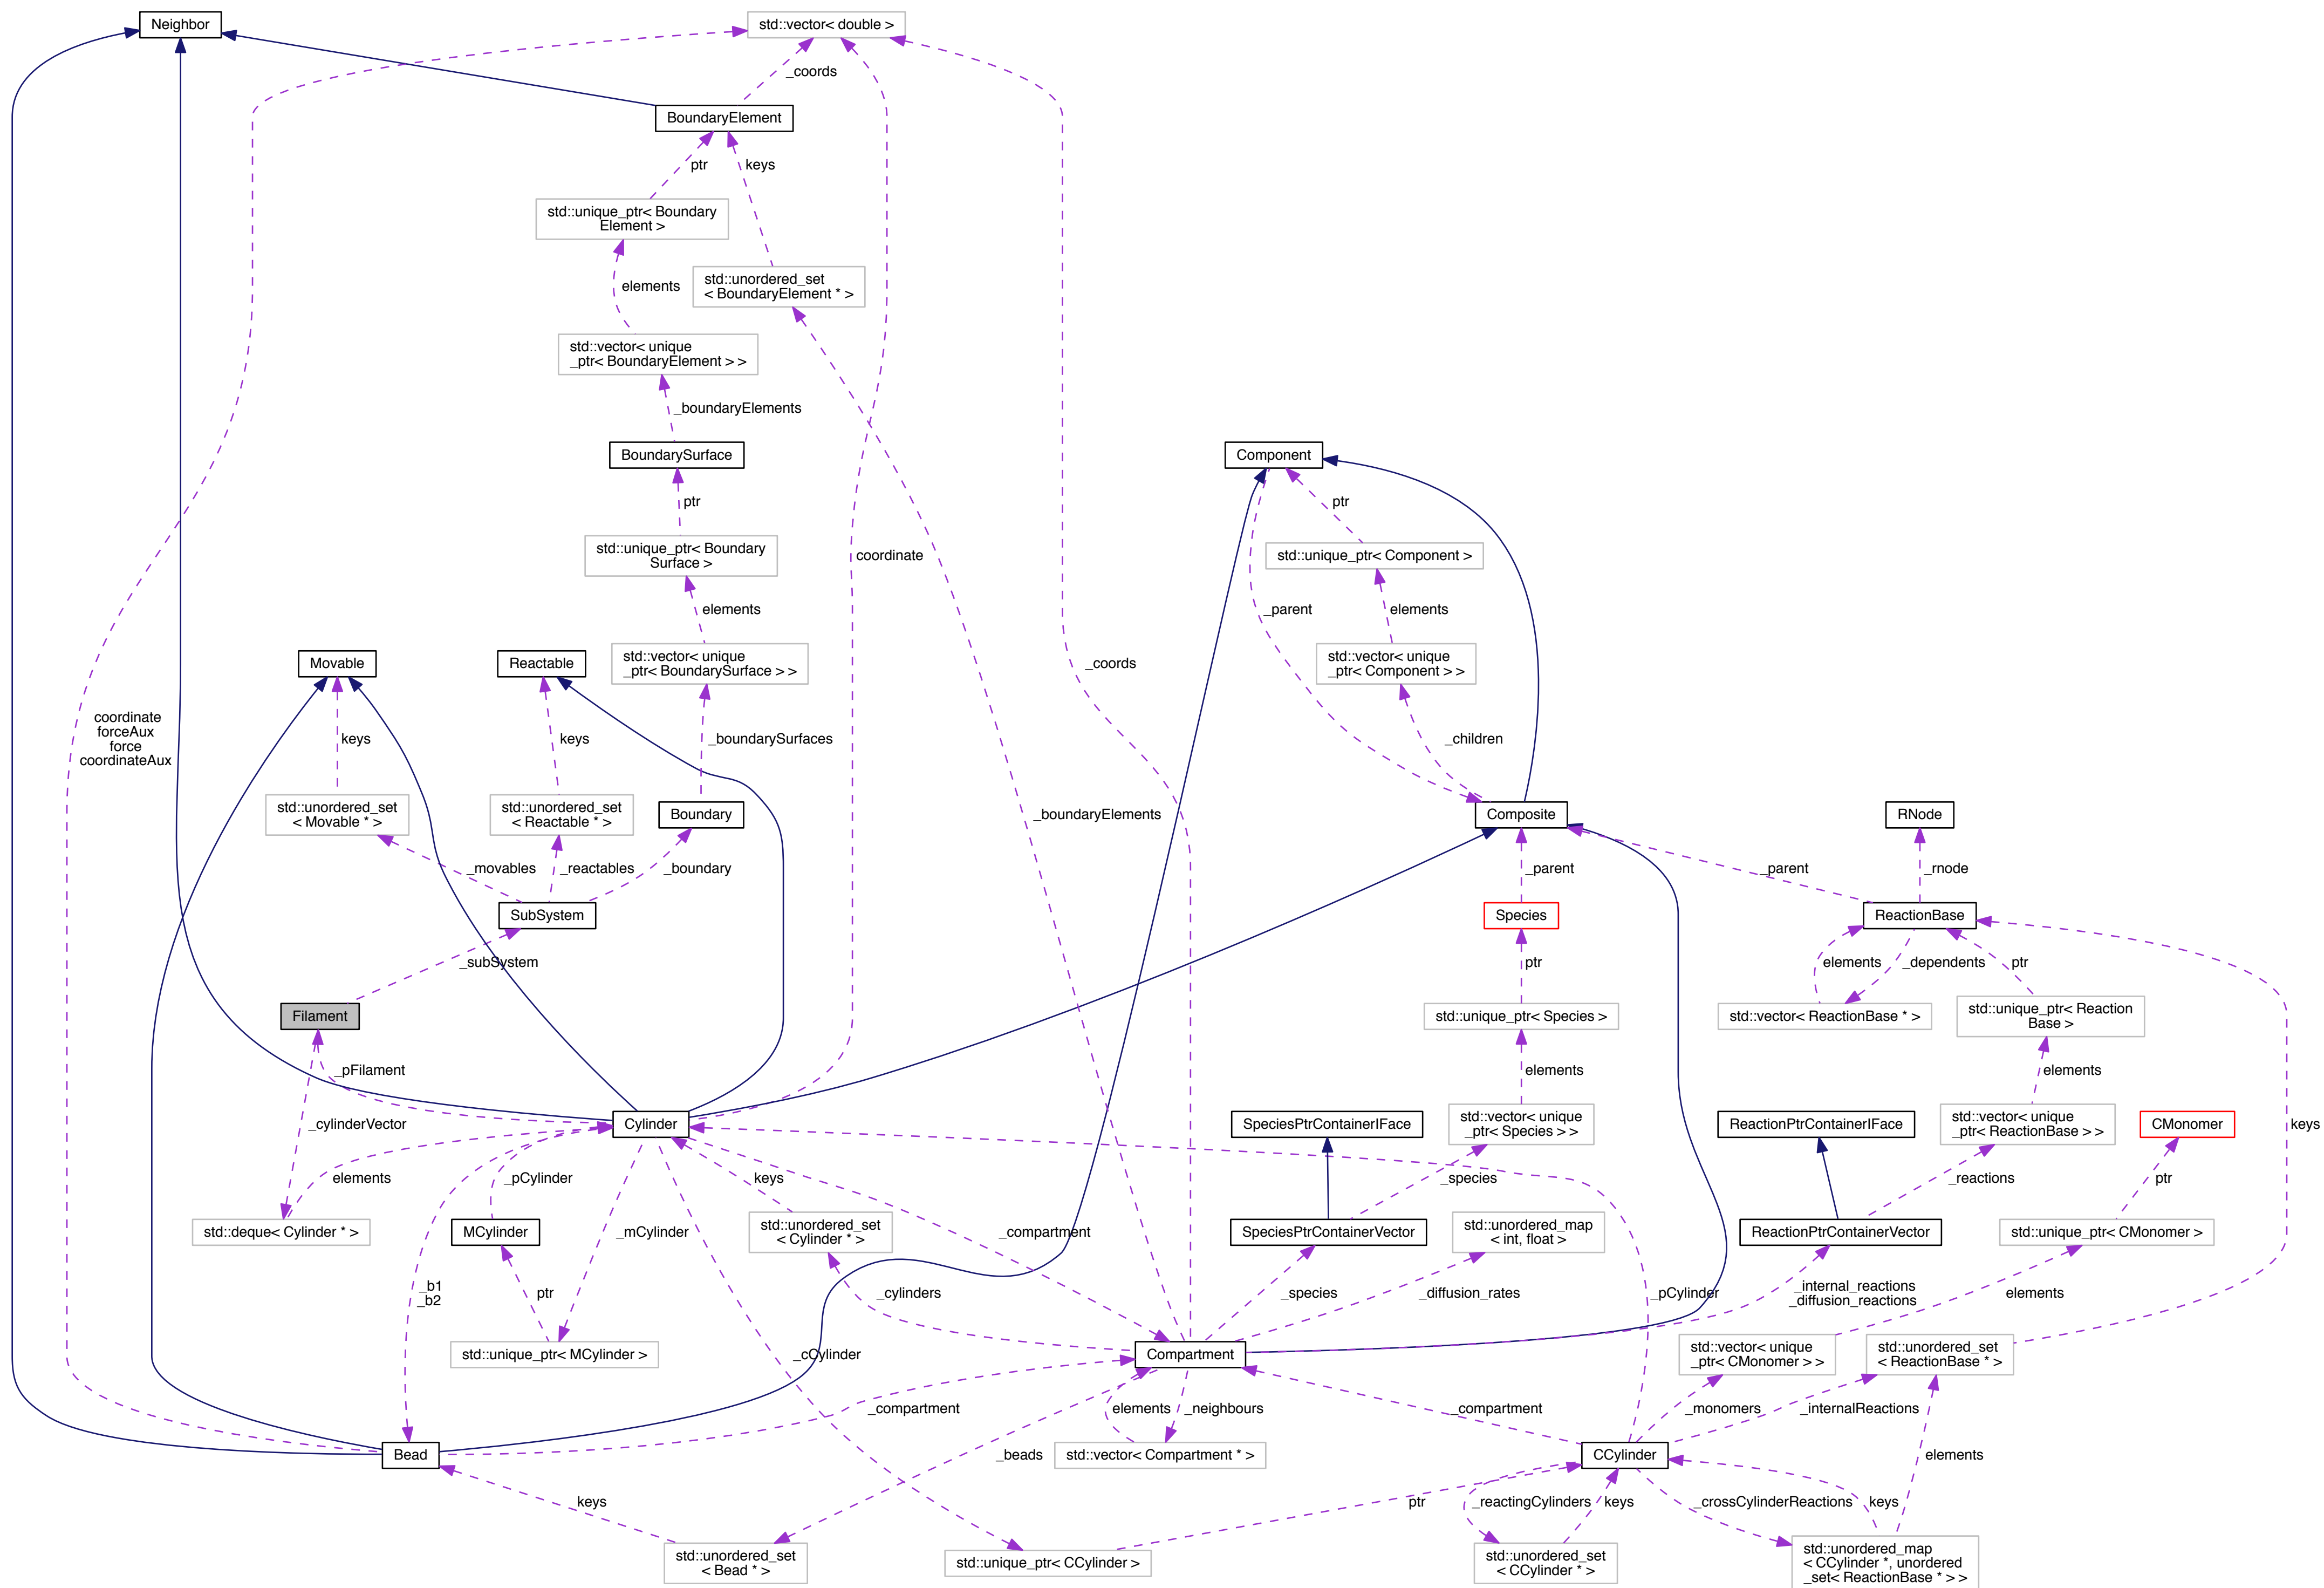 Neighbor
std::vector< double >
_coords
BoundaryElement
ptr
keys
std::unique_ptr< Boundary
Element >
std::unordered_set
< BoundaryElement * >
elements
std::vector< unique
_ptr< BoundaryElement > >
_boundaryElements
BoundarySurface
Component
ptr
ptr
std::unique_ptr< Boundary
Surface >
coordinate
std::unique_ptr< Component >
elements
_parent
elements
Movable
Reactable
std::vector< unique
_ptr< BoundarySurface > >
_coords
std::vector< unique
_ptr< Component > >
coordinate
forceAux
force
coordinateAux
keys
keys
_boundarySurfaces
_children
std::unordered_set
< Movable * >
std::unordered_set
< Reactable * >
Boundary
_boundaryElements
Composite
RNode
_movables
_reactables
_boundary
_parent
_parent
_rnode
SubSystem
Species
ReactionBase
_subSystem
ptr
elements
_dependents
ptr
Filament
std::unique_ptr< Species >
std::vector< ReactionBase * >
std::unique_ptr< Reaction
Base >
_pFilament
elements
elements
_cylinderVector
Cylinder
SpeciesPtrContainerIFace
std::vector< unique
_ptr< Species > >
ReactionPtrContainerIFace
std::vector< unique
_ptr< ReactionBase > >
CMonomer
keys
elements
_pCylinder
keys
_species
_reactions
ptr
std::deque< Cylinder * >
MCylinder
_mCylinder
std::unordered_set
< Cylinder * >
_compartment
SpeciesPtrContainerVector
std::unordered_map
< int, float >
ReactionPtrContainerVector
std::unique_ptr< CMonomer >
_b1
_b2
ptr
_cylinders
_species
_diffusion_rates
_pCylinder
_internal_reactions
_diffusion_reactions
elements
std::unique_ptr< MCylinder >
_cCylinder
Compartment
std::vector< unique
_ptr< CMonomer > >
std::unordered_set
< ReactionBase * >
_compartment
elements
_neighbours
_compartment
_monomers
_internalReactions
Bead
_beads
std::vector< Compartment * >
CCylinder
elements
keys
ptr
_reactingCylinders
keys
_crossCylinderReactions
keys
std::unordered_set
< Bead * >
std::unique_ptr< CCylinder >
std::unordered_set
< CCylinder * >
std::unordered_map
< CCylinder *, unordered
_set< ReactionBase * > >